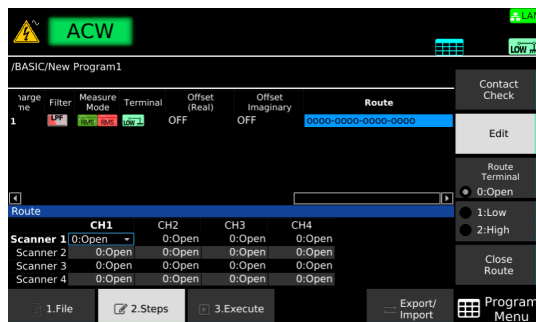 LAN
ACW
LOW
/BASIC/New Program1
Contact
Check
harge
me Filter Measure
Mode Terminal Offset
(Real) Offset
Imaginary Route
1 LPF RMS RMS LOW OFF OFF 0000-0000-0000-0000
Edit
Route
Terminal
0:Open
Route
1:Low
CH1 CH2 CH3 CH4
Scanner 1 0:Open 0:Open 0:Open 0:Open
2:High
Scanner 2 0:Open 0:Open 0:Open 0:Open
Scanner 3 0:Open 0:Open 0:Open 0:Open
Scanner 4 0:Open 0:Open 0:Open 0:Open
Close
Route
1.File 2.Steps 3.Execute Export/
Import
Program
Menu